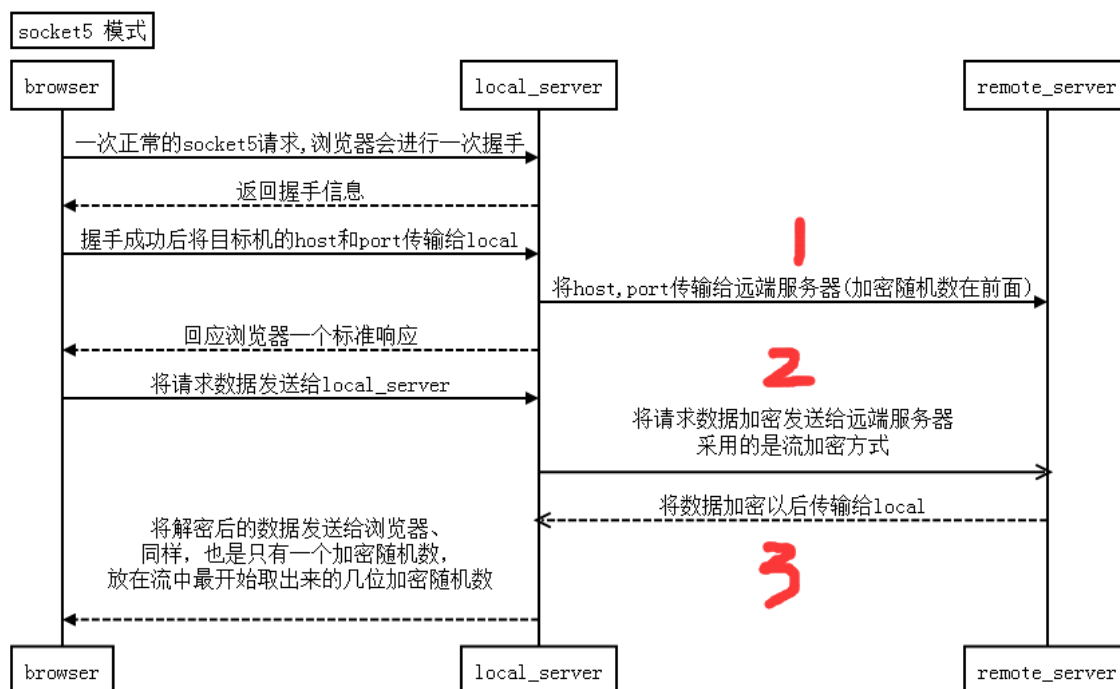 socket5 模式
browser
local_server
remote_server
一次正常的socket5请求,浏览器会进行一次握手
返回握手信息
握手成功后将目标机的host和port传输给local
1
将host,port传输给远端服务器(加密随机数在前面)
回应浏览器一个标准响应
2
将请求数据发送给local_server
将请求数据加密发送给远端服务器
采用的是流加密方式
将数据加密以后传输给local
将解密后的数据发送给浏览器、
同样，也是只有一个加密随机数，
放在流中最开始取出来的几位加密随机数
3
browser
local_server
remote_server